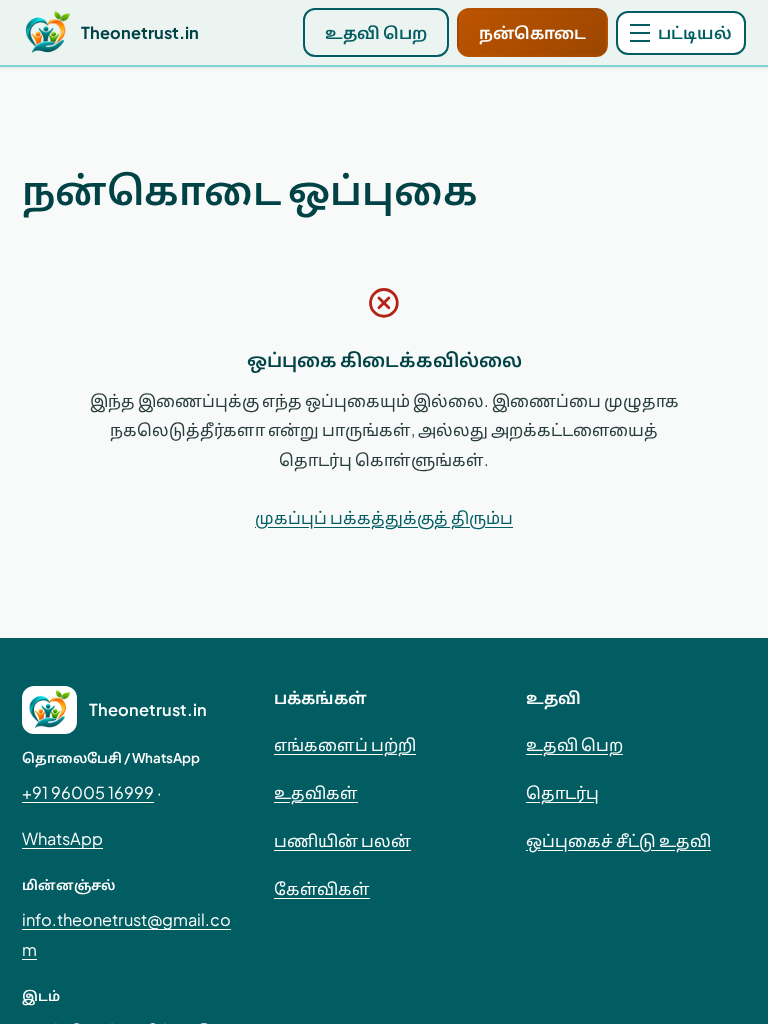 Theonetrust.in
உதவி பெற
நன்கொடை
பட்டியல்
நன்கொடை ஒப்புகை
ஒப்புகை கிடைக்கவில்லை
இந்த இணைப்புக்கு எந்த ஒப்புகையும் இல்லை. இணைப்பை முழுதாக
நகலெடுத்தீர்களா என்று பாருங்கள், அல்லது அறக்கட்டளையைத்
தொடர்பு கொள்ளுங்கள்.
முகப்புப் பக்கத்துக்குத் திரும்ப
Theonetrust.in
தொலைபேசி / WhatsApp
+91 96005 16999 ·
WhatsApp
மின்னஞ்சல்
info.theonetrust@gmail.co
m
இடம்
பக்கங்கள்
எங்களைப் பற்றி
உதவிகள்
பணியின் பலன்
கேள்விகள்
உதவி
உதவி பெற
தொடர்பு
ஒப்புகைச் சீட்டு உதவி